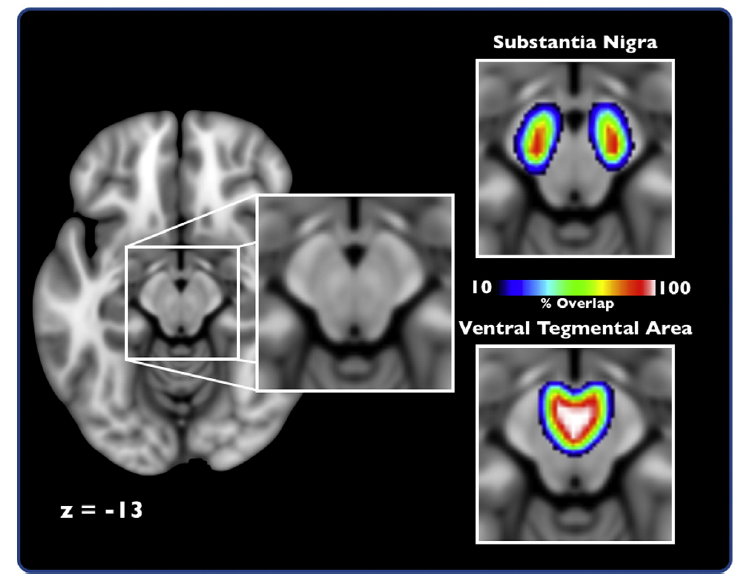 Substantia Nigra
10 100
% Overlap
Ventral Tegmental Area
z = -13